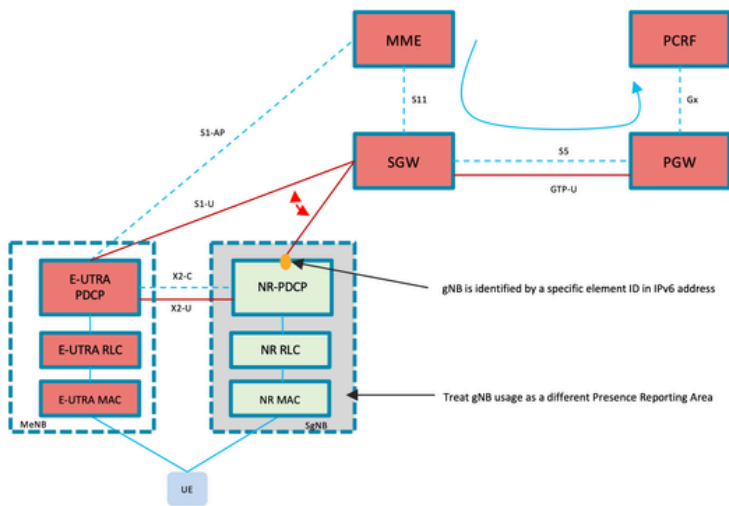 MME
PCRF
S11
Gx
S1-AP
SGW
S5
PGW
GTP-U
S1-U
E-UTRA
PDCP
X2-C
X2-U
NR-PDCP
gNB is identified by a specific element ID in IPv6 address
E-UTRA RLC
NR RLC
E-UTRA MAC
NR MAC
Treat gNB usage as a different Presence Reporting Area
MeNB
SgNB
UE